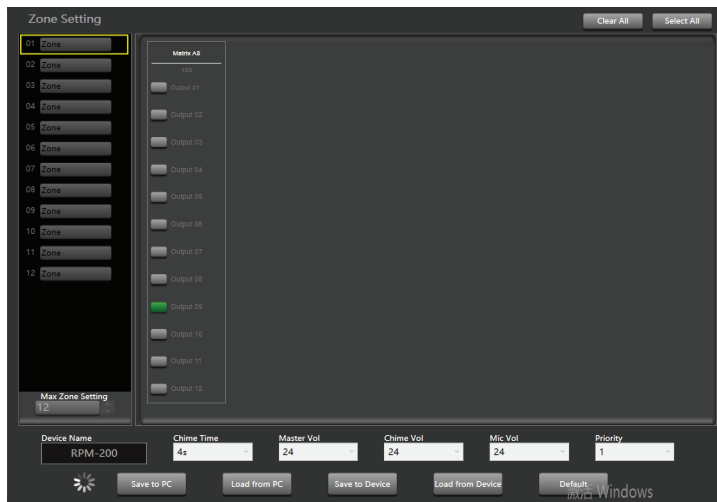 Zone Setting
Clear All
Select All
01 Zone
02 Zone
03 Zone
04 Zone
05 Zone
06 Zone
07 Zone
08 Zone
09 Zone
10 Zone
11 Zone
12 Zone
Max Zone Setting
12
Matrix A8
100
Output 01
Output 02
Output 03
Output 04
Output 05
Output 06
Output 07
Output 08
Output 09
Output 10
Output 11
Output 12
Device Name
RPM-200
Chime Time
4s
Master Vol
24
Chime Vol
24
Mic Vol
24
Priority
1
Save to PC
Load from PC
Save to Device
Load from Device
Default
激活 Windows